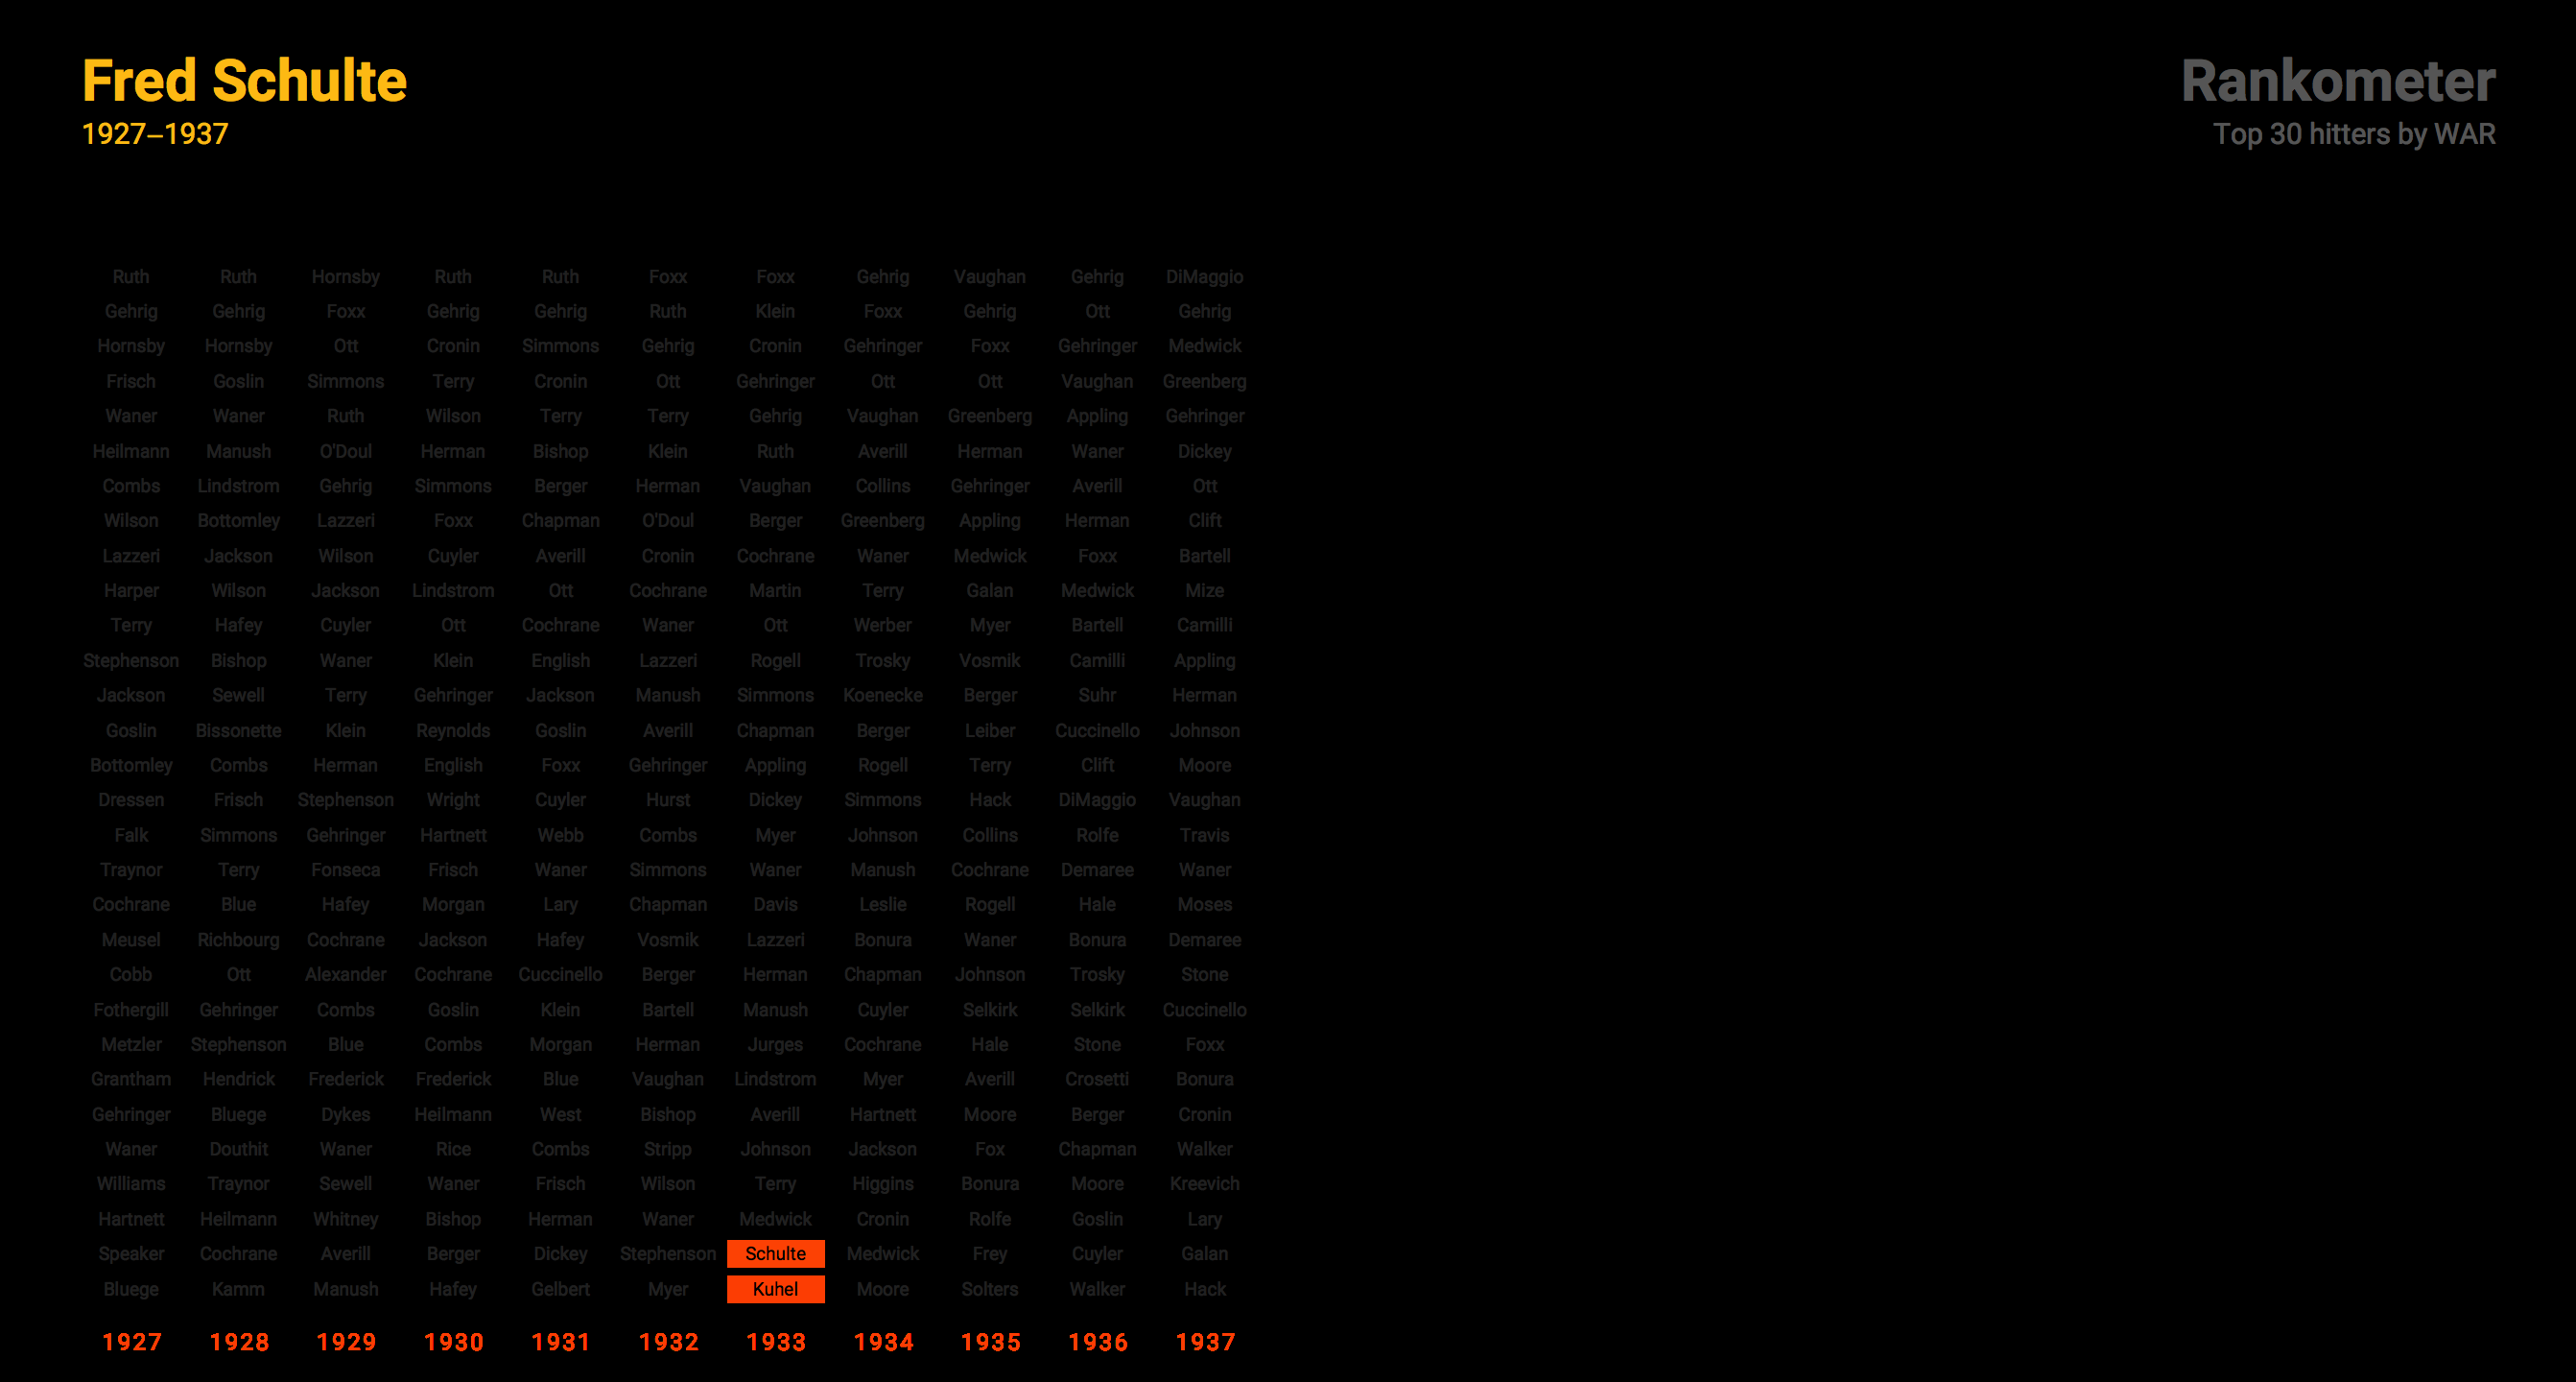 Fred Schulte
1927–1937
Rankometer
Top 30 hitters by WAR
Ruth Ruth Hornsby Ruth Ruth Foxx Foxx Gehrig Vaughan Gehrig DiMaggio
Gehrig Gehrig Foxx Gehrig Gehrig Ruth Klein Foxx Gehrig Ott Gehrig
Hornsby Hornsby Ott Cronin Simmons Gehrig Cronin Gehringer Foxx Gehringer Medwick
Frisch Goslin Simmons Terry Cronin Ott Gehringer Ott Ott Vaughan Greenberg
Waner Waner Ruth Wilson Terry Terry Gehrig Vaughan Greenberg Appling Gehringer
Heilmann Manush O'Doul Herman Bishop Klein Ruth Averill Herman Waner Dickey
Combs Lindstrom Gehrig Simmons Berger Herman Vaughan Collins Gehringer Averill Ott
Wilson Bottomley Lazzeri Foxx Chapman O'Doul Berger Greenberg Appling Herman Clift
Lazzeri Jackson Wilson Cuyler Averill Cronin Cochrane Waner Medwick Foxx Bartell
Harper Wilson Jackson Lindstrom Ott Cochrane Martin Terry Galan Medwick Mize
Terry Hafey Cuyler Ott Cochrane Waner Ott Werber Myer Bartell Camilli
Stephenson Bishop Waner Klein English Lazzeri Rogell Trosky Vosmik Camilli Appling
Jackson Sewell Terry Gehringer Jackson Manush Simmons Koenecke Berger Suhr Herman
Goslin Bissonette Klein Reynolds Goslin Averill Chapman Berger Leiber Cuccinello Johnson
Bottomley Combs Herman English Foxx Gehringer Appling Rogell Terry Clift Moore
Dressen Frisch Stephenson Wright Cuyler Hurst Dickey Simmons Hack DiMaggio Vaughan
Falk Simmons Gehringer Hartnett Webb Combs Myer Johnson Collins Rolfe Travis
Traynor Terry Fonseca Frisch Waner Simmons Waner Manush Cochrane Demaree Waner
Cochrane Blue Hafey Morgan Lary Chapman Davis Leslie Rogell Hale Moses
Meusel Richbourg Cochrane Jackson Hafey Vosmik Lazzeri Bonura Waner Bonura Demaree
Cobb Ott Alexander Cochrane Cuccinello Berger Herman Chapman Johnson Trosky Stone
Fothergill Gehringer Combs Goslin Klein Bartell Manush Cuyler Selkirk Selkirk Cuccinello
Metzler Stephenson Blue Combs Morgan Herman Jurges Cochrane Hale Stone Foxx
Grantham Hendrick Frederick Frederick Blue Vaughan Lindstrom Myer Averill Crosetti Bonura
Gehringer Bluege Dykes Heilmann West Bishop Averill Hartnett Moore Berger Cronin
Waner Douthit Waner Rice Combs Stripp Johnson Jackson Fox Chapman Walker
Williams Traynor Sewell Waner Frisch Wilson Terry Higgins Bonura Moore Kreevich
Hartnett Heilmann Whitney Bishop Herman Waner Medwick Cronin Rolfe Goslin Lary
Speaker Cochrane Averill Berger Dickey Stephenson Schulte Medwick Frey Cuyler Galan
Bluege Kamm Manush Hafey Gelbert Myer Kuhel Moore Solters Walker Hack
1927 1928 1929 1930 1931 1932 1933 1934 1935 1936 1937